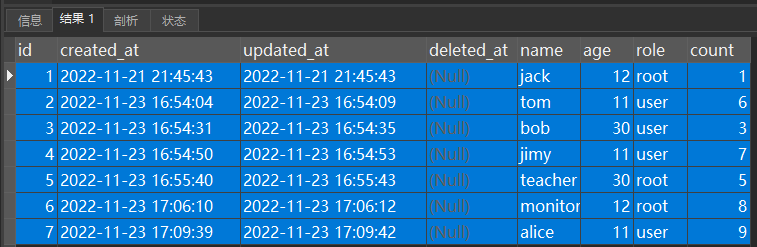 信息 结果 1 剖析 状态
id created_at updated_at deleted_at name age role count
1 2022-11-21 21:45:43 2022-11-21 21:45:43 (Null) jack 12 root 1
2 2022-11-23 16:54:04 2022-11-23 16:54:09 (Null) tom 11 user 6
3 2022-11-23 16:54:31 2022-11-23 16:54:35 (Null) bob 30 user 3
4 2022-11-23 16:54:50 2022-11-23 16:54:53 (Null) jimy 11 user 7
5 2022-11-23 16:55:40 2022-11-23 16:55:43 (Null) teacher 30 root 5
6 2022-11-23 17:06:10 2022-11-23 17:06:12 (Null) monitor 12 root 8
7 2022-11-23 17:09:39 2022-11-23 17:09:42 (Null) alice 11 user 9